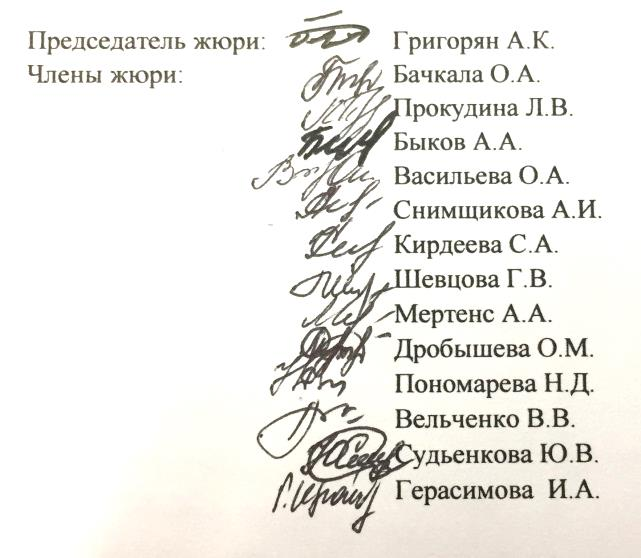 Председатель жюри: Григорян А.К.
Члены жюри: Бачкала О.А.
Прокудина Л.В.
Быков А.А.
Васильева О.А.
Снимщикова А.И.
Кирдеева С.А.
Шевцова Г.В.
Мертенс А.А.
Дробышева О.М.
Пономарева Н.Д.
Вельченко В.В.
Судьенкова Ю.В.
Герасимова И.А.